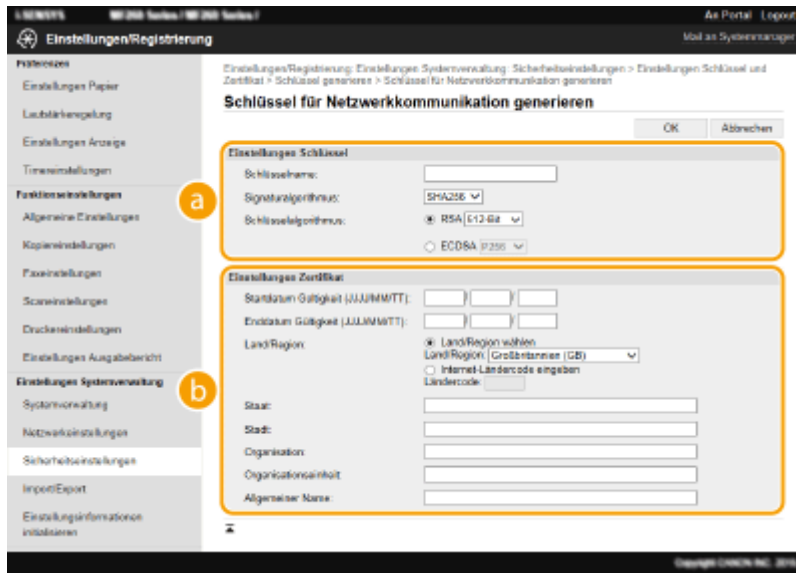 An Portal Logout
Einstellungen/Registrierung
Mail an Systemmanager
Präferenzen
Einstellungen Papier
Lautstärkeregelung
Einstellungen Anzeige
Timereinstellungen
Funktionseinstellungen
Allgemeine Einstellungen
Kopiereinstellungen
Faxeinstellungen
Scaneinstellungen
Druckereinstellungen
Einstellungen Ausgabebericht
Einstellungen Systemverwaltung
Systemverwaltung
Netzwerkeinstellungen
Sicherheitseinstellungen
Import/Export
Einstellungsinformationen
initialisieren
Einstellungen/Registrierung: Einstellungen Systemverwaltung: Sicherheitseinstellungen > Einstellungen Schlüssel und
Zertifikat > Schlüssel generieren > Schlüssel für Netzwerkkommunikation generieren
Schlüssel für Netzwerkkommunikation generieren
OK Abbrechen
a
Einstellungen Schlüssel
Schlüsselname:
Signaturalgorithmus: SHA256
Schlüsselalgorithmus: RSA 512-Bit
ECDSA P256
b
Einstellungen Zertifikat
Startdatum Gültigkeit (JJJJ/MM/TT): / /
Enddatum Gültigkeit (JJJJ/MM/TT): / /
Land/Region: Land/Region wählen
Land/Region: Großbritannien (GB)
Internet-Ländercode eingeben
Ländercode:
Staat:
Stadt:
Organisation:
Organisationseinheit:
Allgemeiner Name:
Copyright CANON INC.